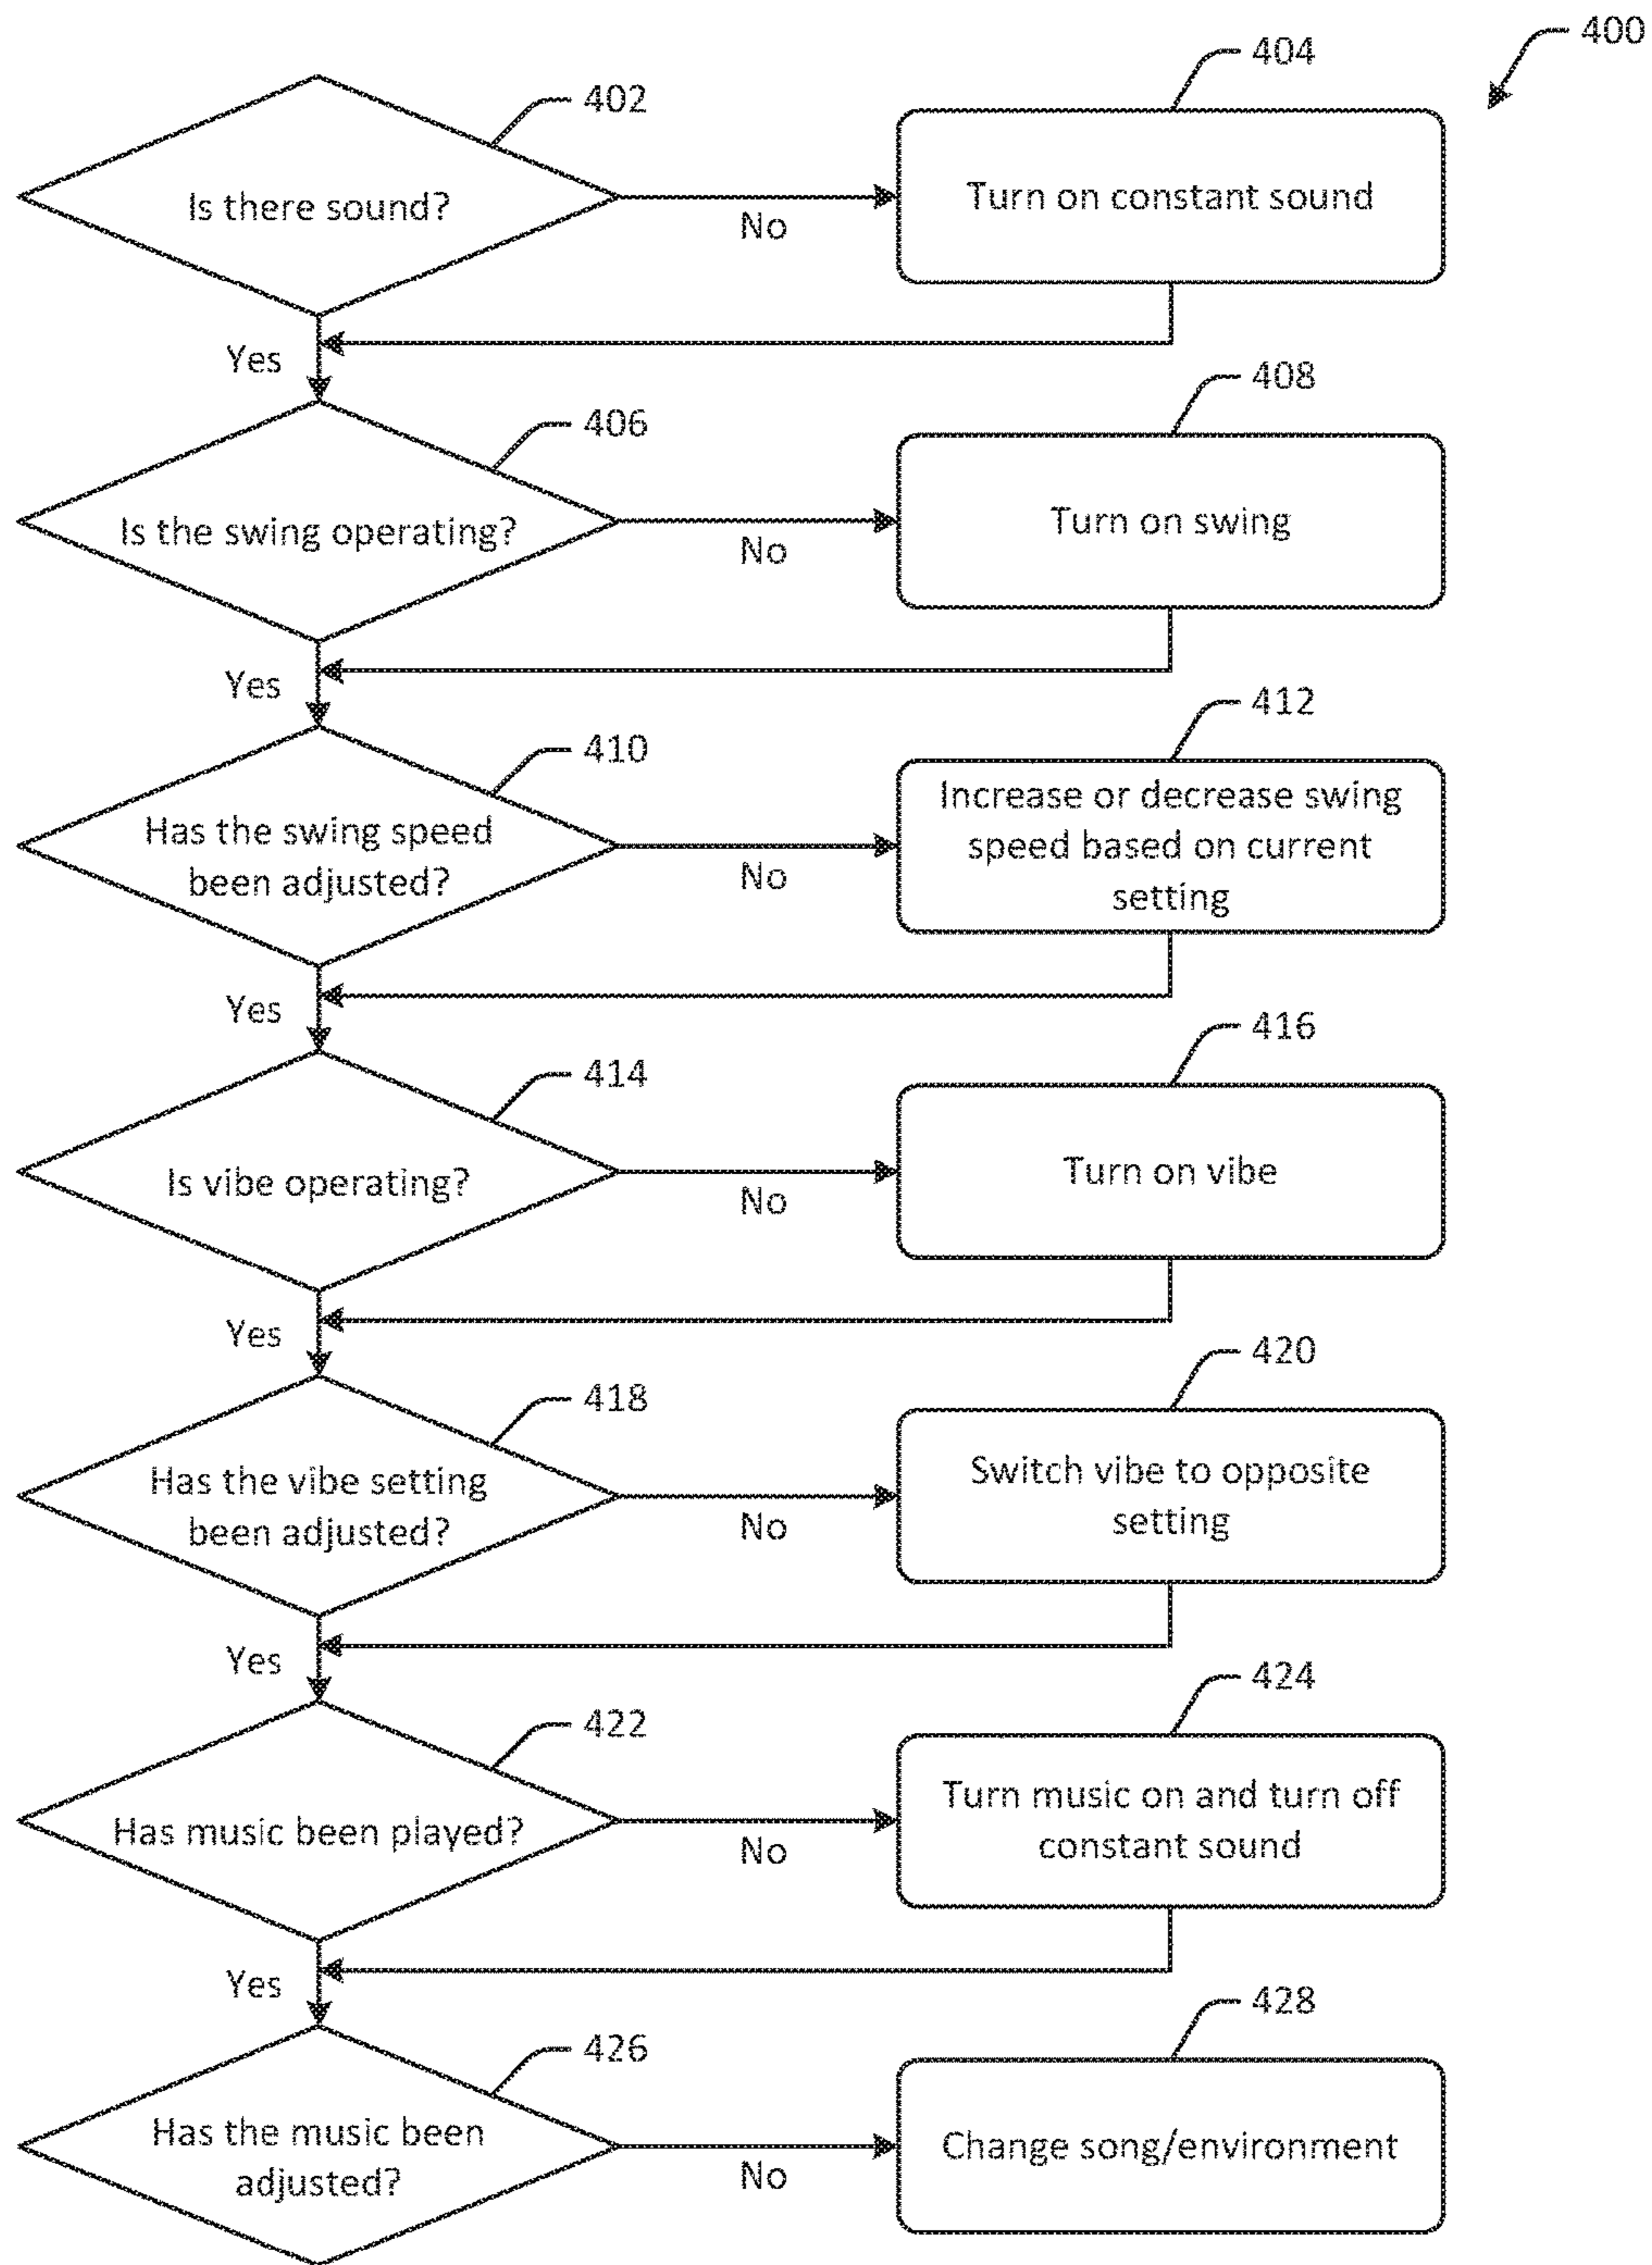 400
402
404
Is there sound?
No
Turn on constant sound
Yes
406
408
Is the swing operating?
No
Turn on swing
Yes
410
412
Has the swing speed
been adjusted?
No
Increase or decrease swing
speed based on current
setting
Yes
414
416
Is vibe operating?
No
Turn on vibe
Yes
418
420
Has the vibe setting
been adjusted?
No
Switch vibe to opposite
setting
Yes
422
424
Has music been played?
No
Turn music on and turn off
constant sound
Yes
426
428
Has the music been
adjusted?
No
Change song/environment